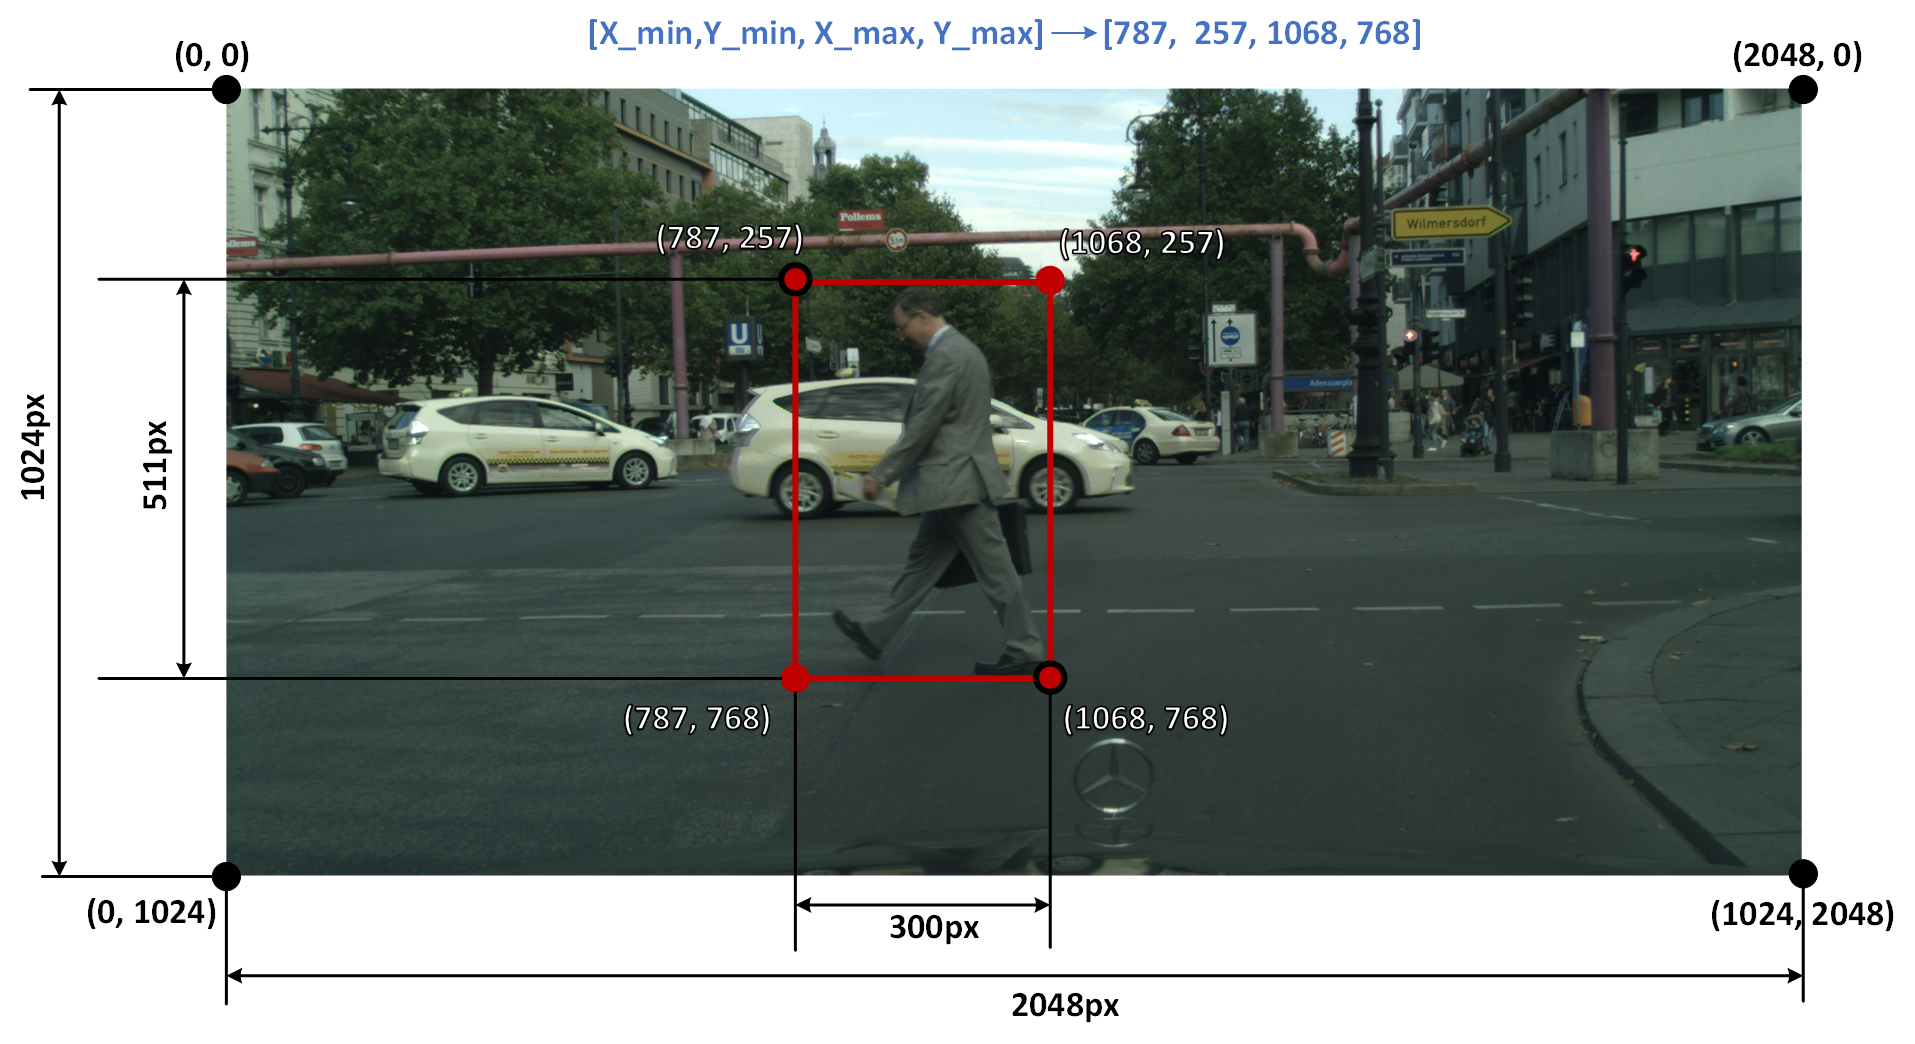 [X_min,Y_min, X_max, Y_max] → [787, 257, 1068, 768]
(0, 0)
(2048, 0)
Pollems
Wilmersdorf
(787, 257)
(1068, 257)
U
Adenauerpla
1024px
511px
(787, 768)
(1068, 768)
(0, 1024)
(1024, 2048)
300px
2048px